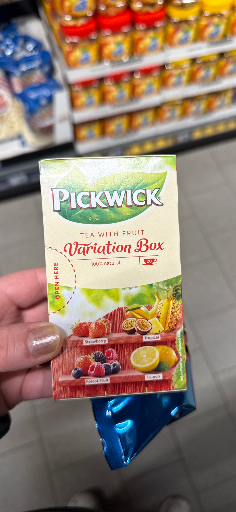 PICKWICK
TEA WITH FRUIT
Variation Box
OPEN HERE
Strawberry
Tropical
Forest Fruit
Lemon